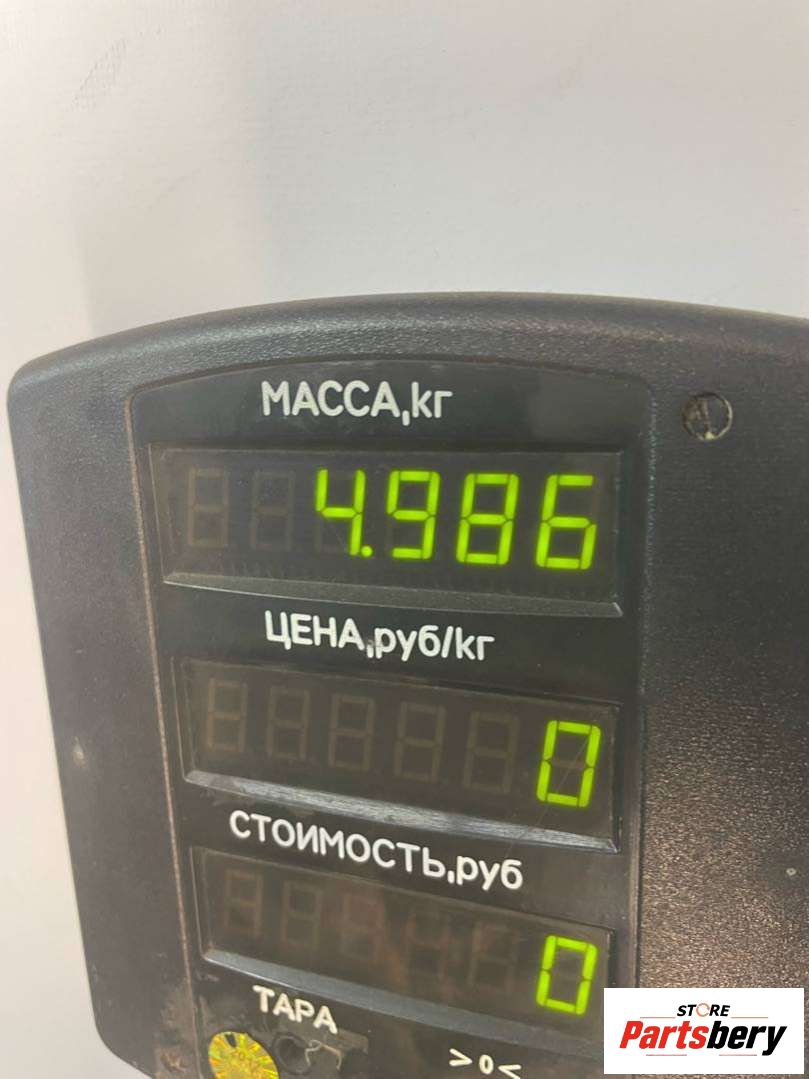 МАССА,кг
4.986
ЦЕНА,руб/кг
0
СТОИМОСТЬ,руб
0
ТАРА
>0<
STORE
Partsbery